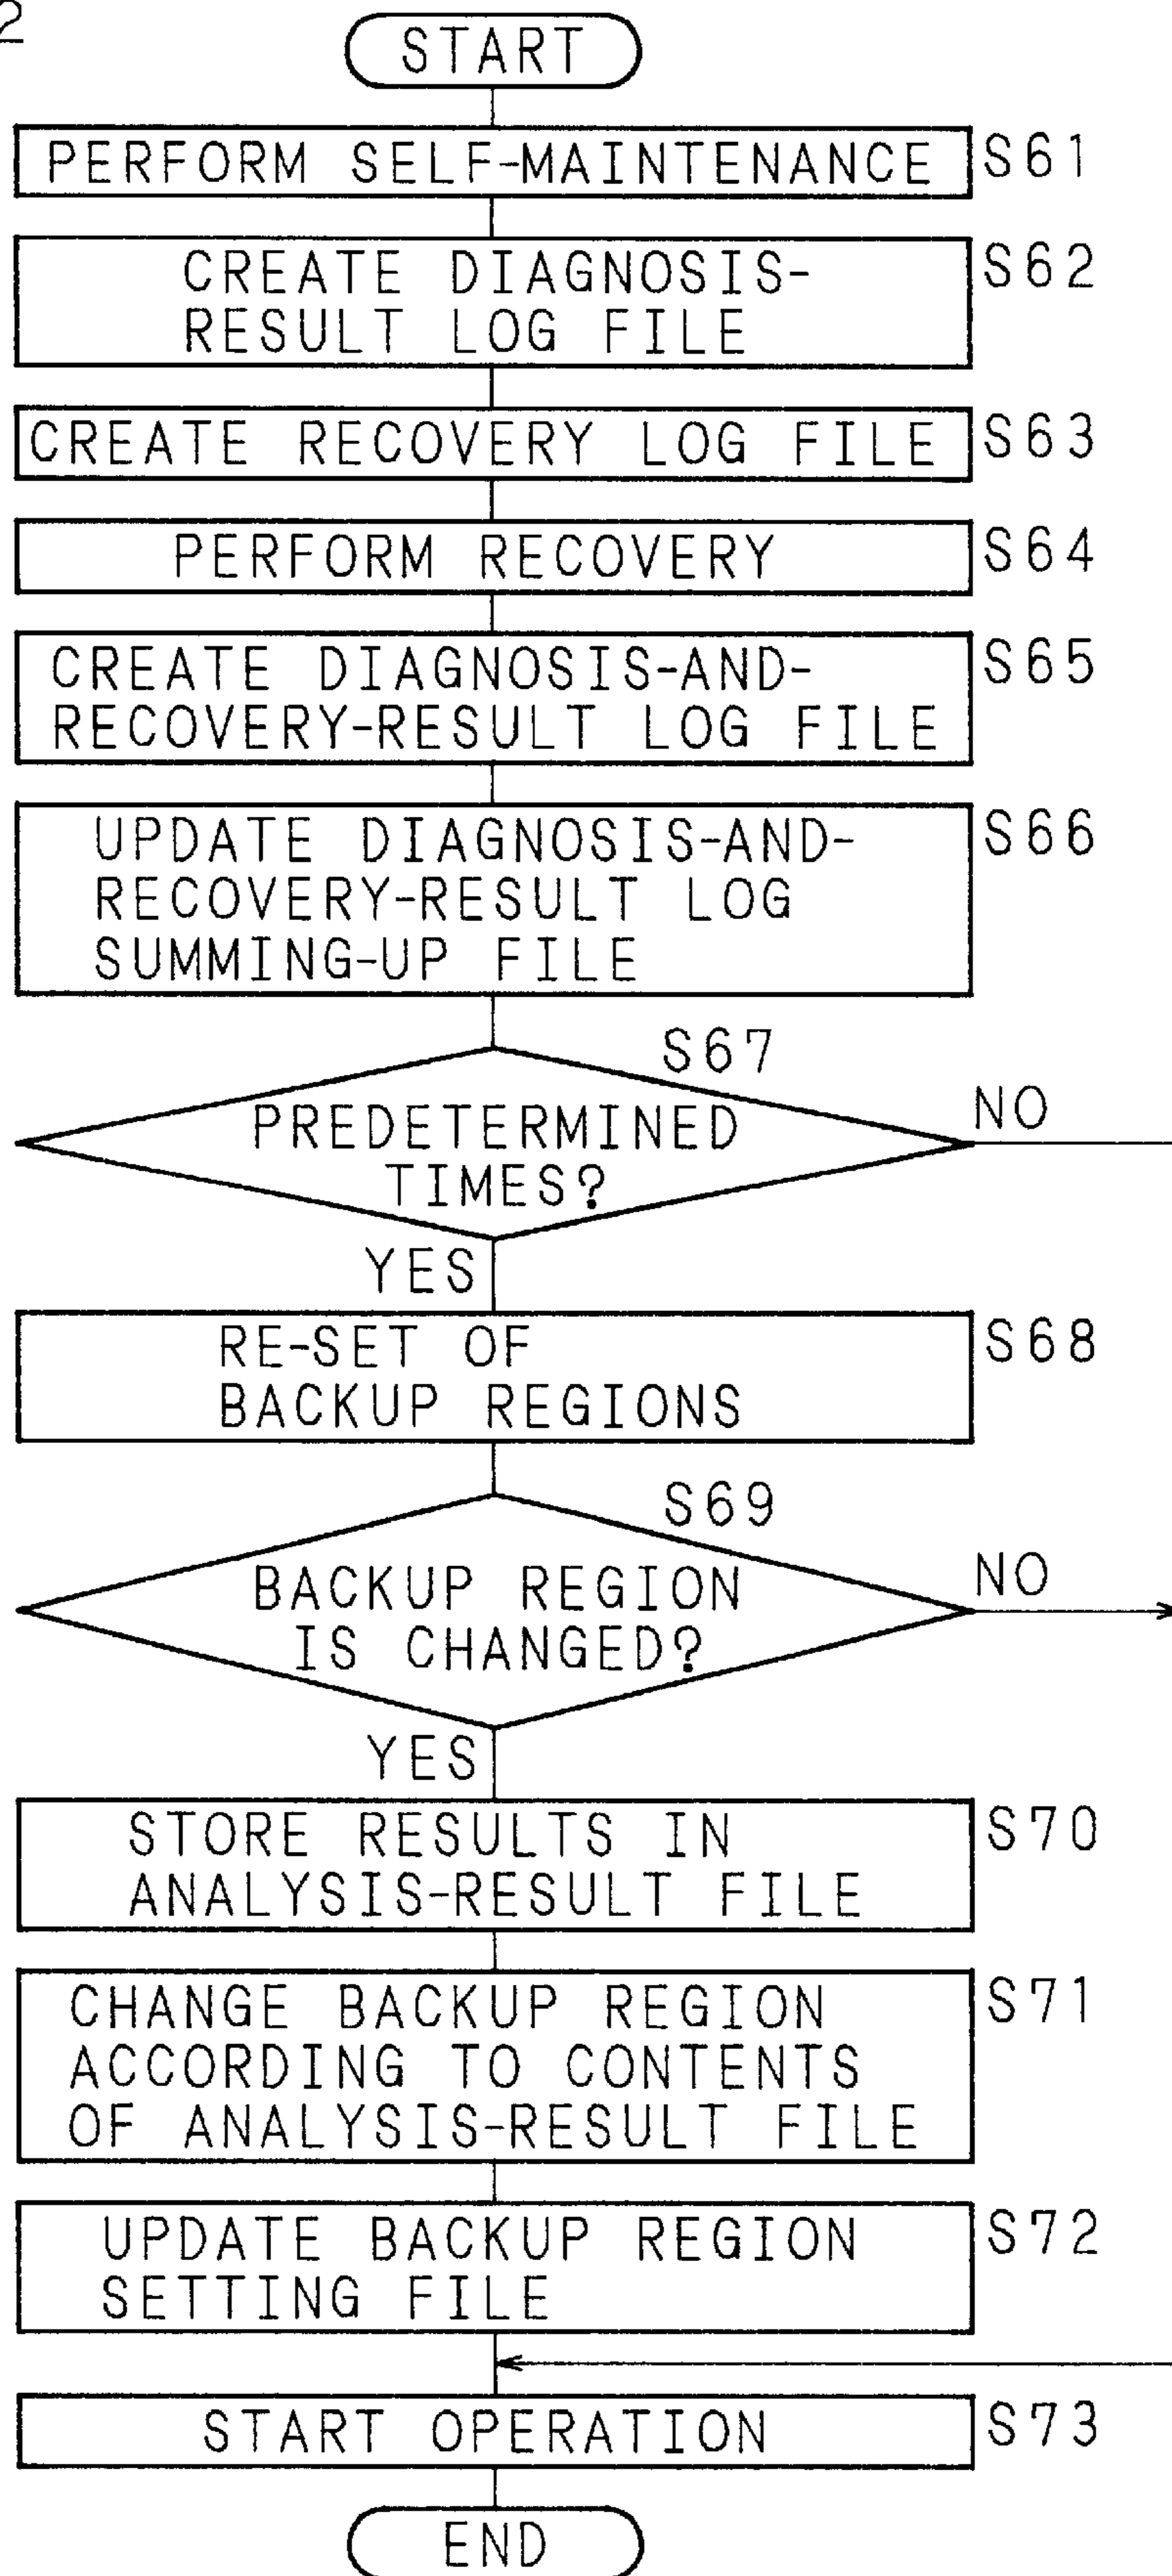 2
START
PERFORM SELF-MAINTENANCE S61
CREATE DIAGNOSIS- S62
RESULT LOG FILE
CREATE RECOVERY LOG FILE S63
PERFORM RECOVERY S64
CREATE DIAGNOSIS-AND- S65
RECOVERY-RESULT LOG FILE
UPDATE DIAGNOSIS-AND- S66
RECOVERY-RESULT LOG
SUMMING-UP FILE
S67
PREDETERMINED NO
TIMES?
YES
RE-SET OF S68
BACKUP REGIONS
S69
BACKUP REGION NO
IS CHANGED?
YES
STORE RESULTS IN S70
ANALYSIS-RESULT FILE
CHANGE BACKUP REGION S71
ACCORDING TO CONTENTS
OF ANALYSIS-RESULT FILE
UPDATE BACKUP REGION S72
SETTING FILE
START OPERATION S73
END